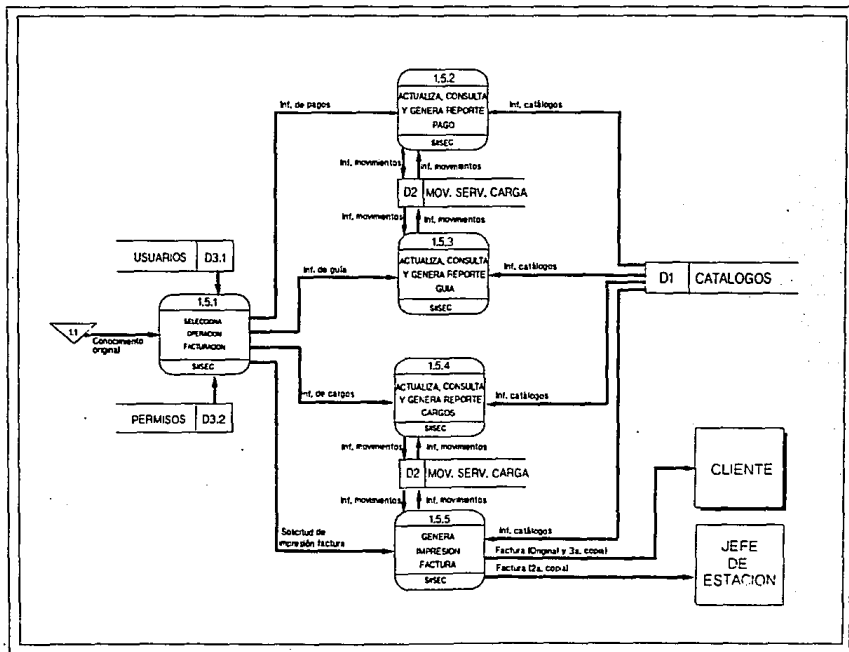 1.5.2
ACTUALIZA, CONSULTA
Y GENERA REPORTE
PAGO
SIISEC
Inf. de pagos
Inf. catálogos
Inf. movimientos
Inf. movimientos
D2 MOV. SERV. CARGA
Inf. movimientos
Inf. movimientos
1.5.3
ACTUALIZA, CONSULTA
Y GENERA REPORTE
GUIA
SIISEC
Inf. de guía
Inf. catálogos
D1 CATALOGOS
USUARIOS D3.1
1.5.1
SELECCIONA
OPERACION
FACTURACION
SIISEC
1.1
Conocimiento
original
PERMISOS D3.2
1.5.4
ACTUALIZA, CONSULTA
Y GENERA REPORTE
CARGOS
SIISEC
Inf. de cargos
Inf. catálogos
Inf. movimientos
Inf. movimientos
D2 MOV. SERV. CARGA
Inf. movimientos
Inf. movimientos
1.5.5
GENERA
IMPRESION
FACTURA
SIISEC
Solicitud de
impresión factura
Inf. catálogos
Factura (Original y 3a. copia)
Factura (2a. copia)
CLIENTE
JEFE
DE
ESTACION